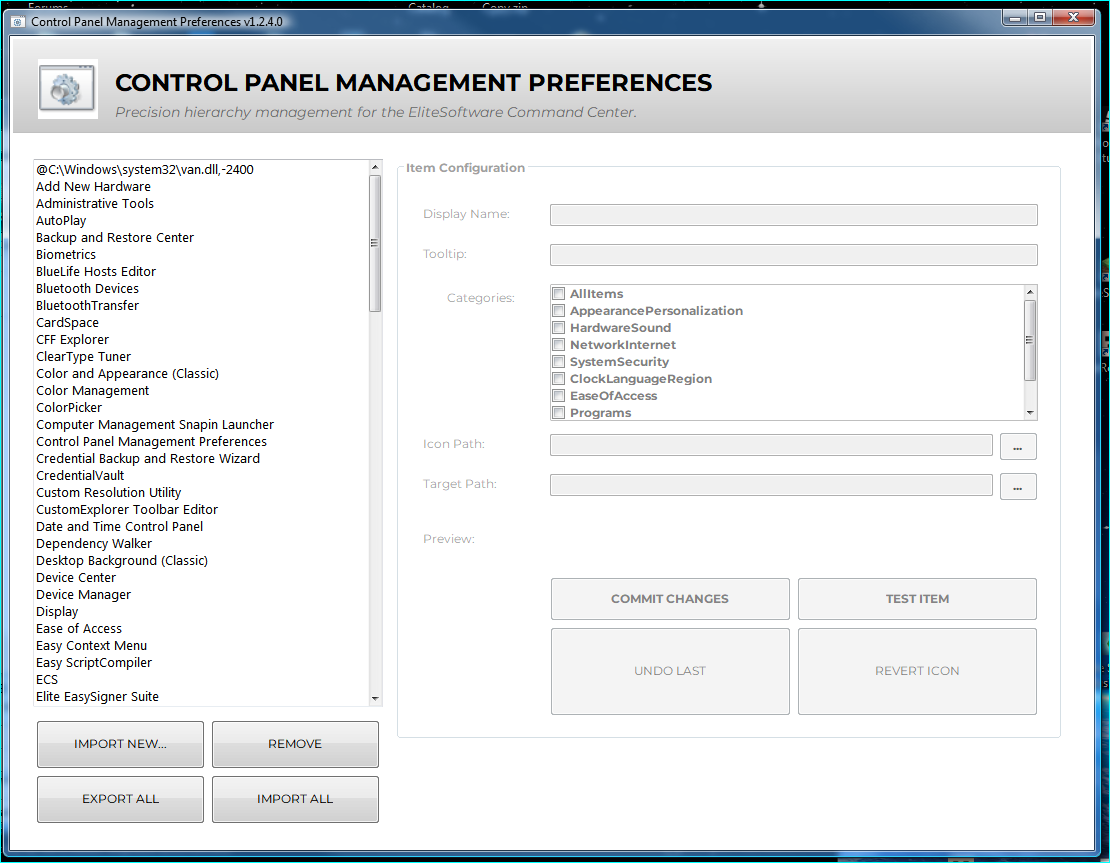 Forums
Catalog
Copy.zip
Control Panel Management Preferences v1.2.4.0
CONTROL PANEL MANAGEMENT PREFERENCES
Precision hierarchy management for the EliteSoftware Command Center.
@C:\Windows\system32\van.dll,-2400
Add New Hardware
Administrative Tools
AutoPlay
Backup and Restore Center
Biometrics
BlueLife Hosts Editor
Bluetooth Devices
BluetoothTransfer
CardSpace
CFF Explorer
ClearType Tuner
Color and Appearance (Classic)
Color Management
ColorPicker
Computer Management Snapin Launcher
Control Panel Management Preferences
Credential Backup and Restore Wizard
CredentialVault
Custom Resolution Utility
CustomExplorer Toolbar Editor
Date and Time Control Panel
Dependency Walker
Desktop Background (Classic)
Device Center
Device Manager
Display
Ease of Access
Easy Context Menu
Easy ScriptCompiler
ECS
Elite EasySigner Suite
IMPORT NEW...
REMOVE
EXPORT ALL
IMPORT ALL
Item Configuration
Display Name:
Tooltip:
Categories:
AllItems
AppearancePersonalization
HardwareSound
NetworkInternet
SystemSecurity
ClockLanguageRegion
EaseOfAccess
Programs
Icon Path:
...
Target Path:
...
Preview:
COMMIT CHANGES
TEST ITEM
UNDO LAST
REVERT ICON